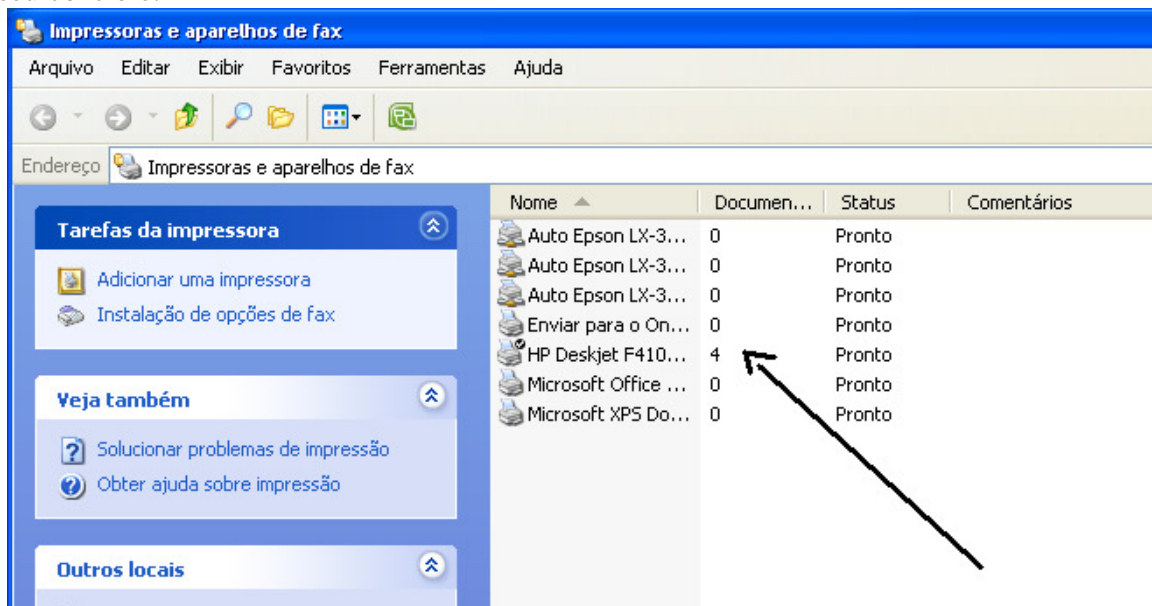 Impressoras e aparelhos de fax
Arquivo Editar Exibir Favoritos Ferramentas Ajuda
Endereço Impressoras e aparelhos de fax
Tarefas da impressora
Adicionar uma impressora
Instalação de opções de fax
Veja também
Solucionar problemas de impressão
Obter ajuda sobre impressão
Outros locais
Nome Documen... Status Comentários
Auto Epson LX-3... 0 Pronto
Auto Epson LX-3... 0 Pronto
Auto Epson LX-3... 0 Pronto
Enviar para o On... 0 Pronto
HP Deskjet F410... 4 Pronto
Microsoft Office ... 0 Pronto
Microsoft XPS Do... 0 Pronto